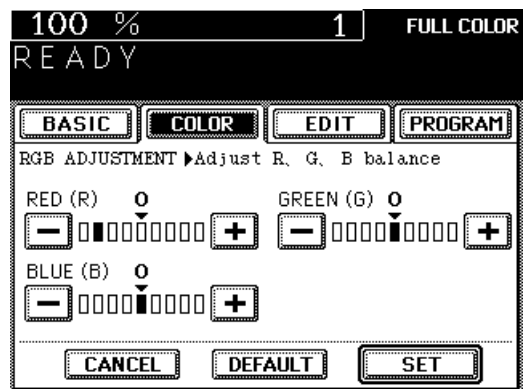 100 % 1 FULL COLOR
READY
BASIC COLOR EDIT PROGRAM
RGB ADJUSTMENT ▶Adjust R、G、B balance
RED (R) 0 GREEN (G) 0
− +  − +
BLUE (B) 0
− +
CANCEL DEFAULT SET